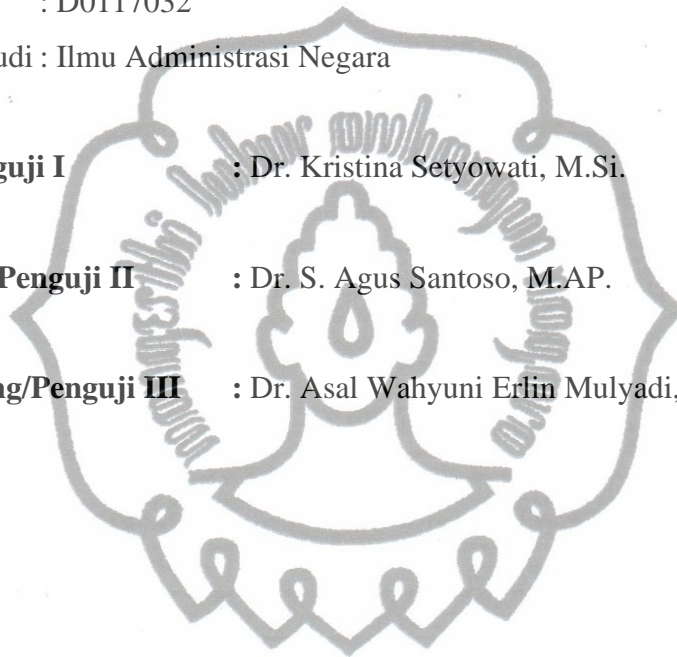 : D0117032
udi : Ilmu Administrasi Negara
guji I : Dr. Kristina Setyowati, M.Si.
Penguji II : Dr. S. Agus Santoso, M.AP.
ng/Penguji III : Dr. Asal Wahyuni Erlin Mulyadi,